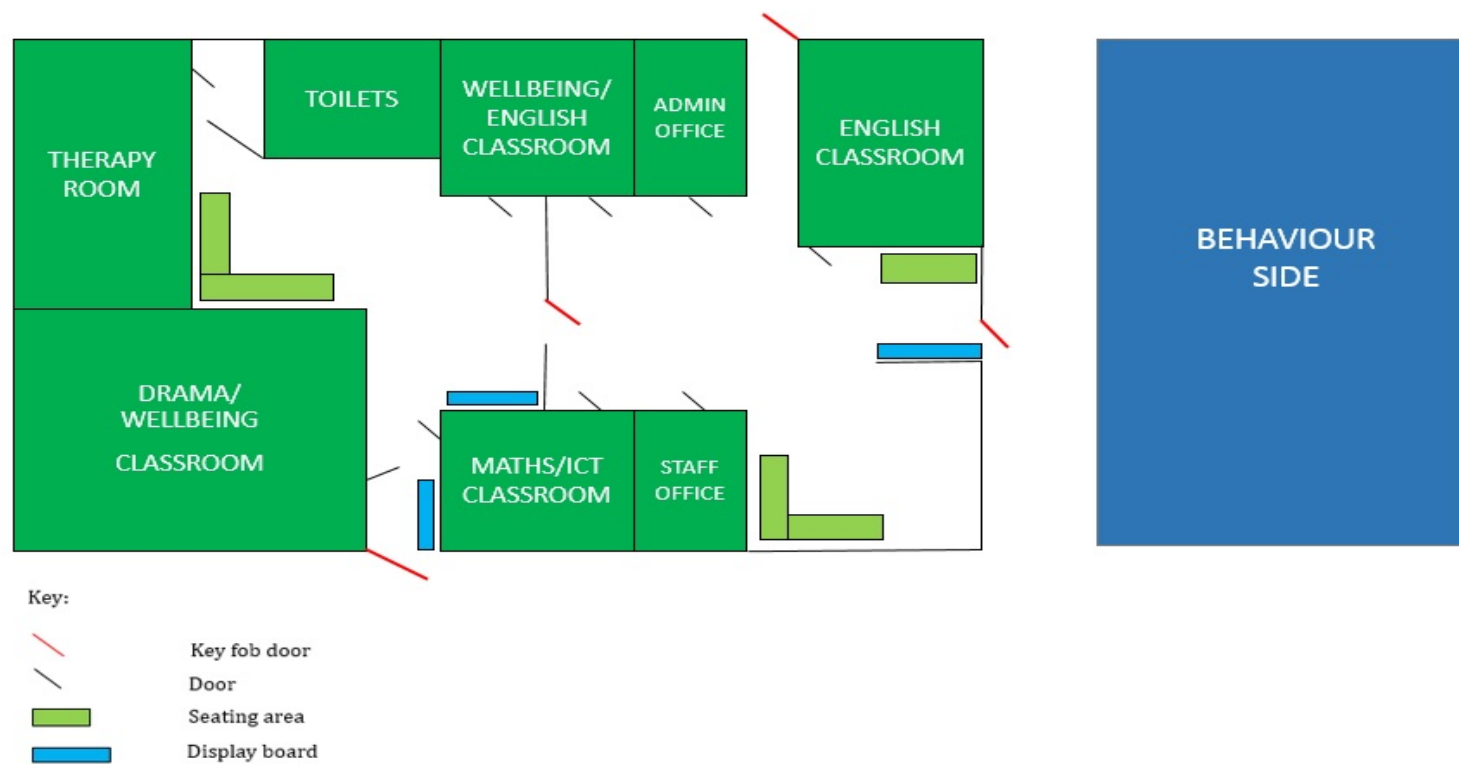 THERAPY
ROOM
TOILETS
WELLBEING/
ENGLISH
CLASSROOM
ADMIN
OFFICE
ENGLISH
CLASSROOM
BEHAVIOUR
SIDE
DRAMA/
WELLBEING
CLASSROOM
MATHS/ICT
CLASSROOM
STAFF
OFFICE
Key:
Key fob door
Door
Seating area
Display board